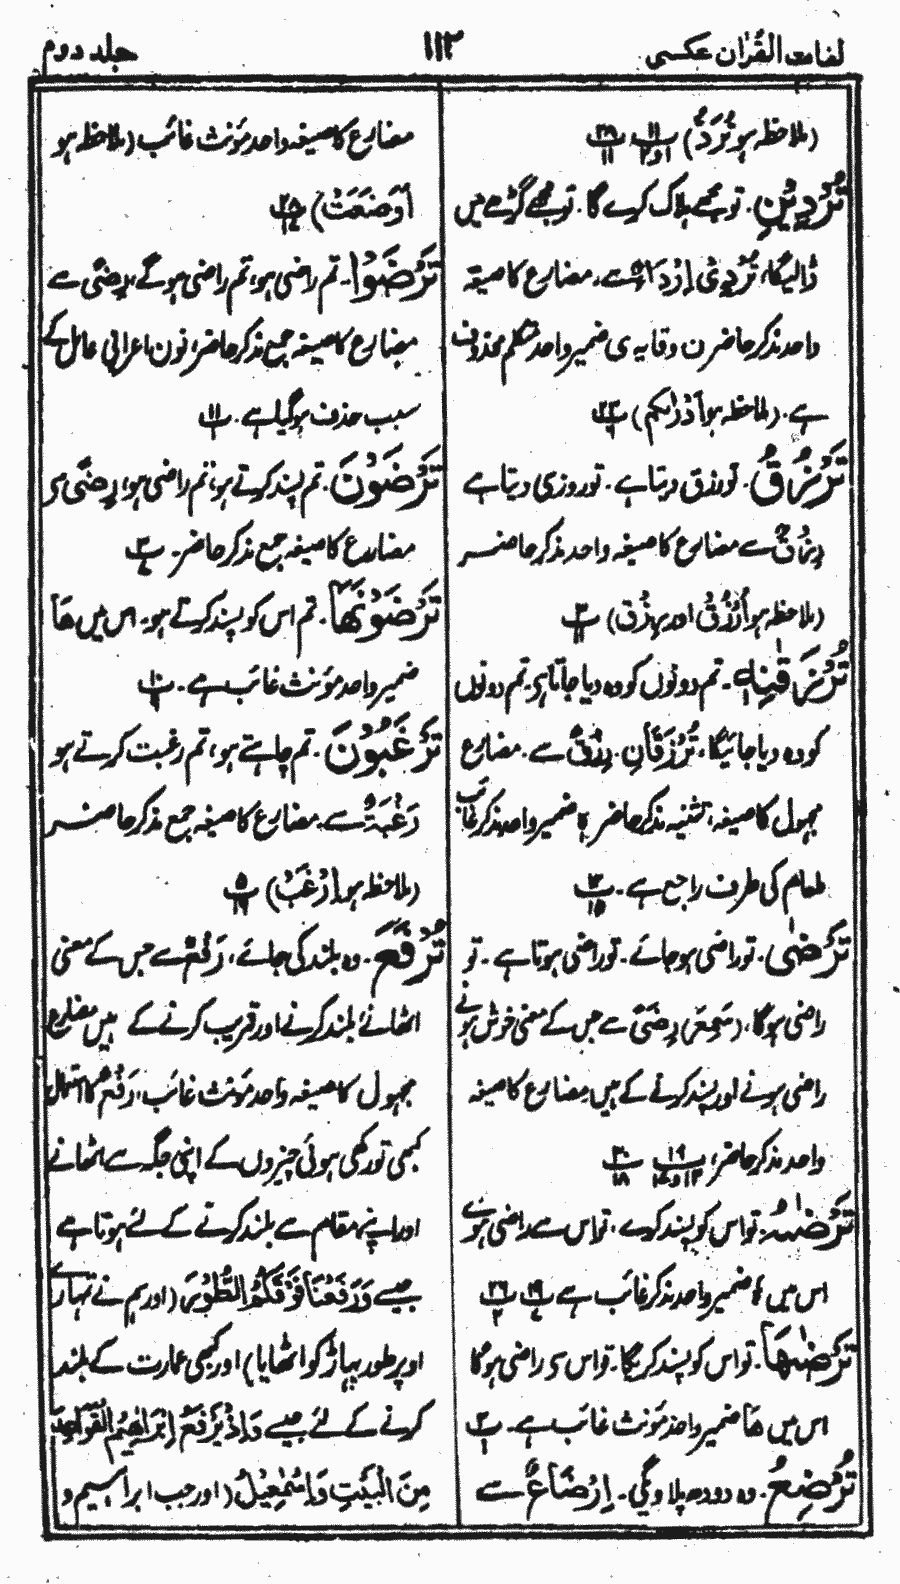 لغات القرآن عکسی
۱۱۳
جلد دوم
(ملاحظہ ہو نُرَدُّ) ۱۱ ۲۸
تُرْدِيْنِ۔ تو مجھے ہلاک کرے گا۔ تو مجھے گڑھے میں
ڈالیگا، تُرْدِیْ اِرْدَاءٌ سے، مضارع کا صیغہ
واحد مذکر حاضر ن وقایہ ی ضمیر واحد متکلم محذوف
ہے۔ (ملاحظہ ہو اَدْرٰىكُمْ) ۲۳
تَرْزُقُ۔ تو رزق دیتا ہے۔ تو روزی دیتا ہے
رِزْقٌ سے مضارع کا صیغہ واحد مذکر حاضر
(ملاحظہ ہو اُرْزُقْ اور یرزُق) ۳
تُرْزَقٰنِهٖ۔ تم دونوں کو وہ دیا جاتا ہے۔ تم دونوں
کو وہ دیا جائیگا، تُرْزَقَانِ۔ رِزْقٌ سے۔ مضارع
مجہول کا صیغہ، تثنیہ مذکر حاضر ہٖ ضمیر واحد مذکر غائب
طعام کی طرف راجع ہے۔ ۱۲ ۱۵
تَرْضٰى۔ تو راضی ہو جائے۔ تو راضی ہوتا ہے۔ تو
راضی ہوگا، (سَمِعَ) رِضًى سے جس کے معنی خوش ہونے
راضی ہونے اور پسند کرنے کے ہیں مضارع کا صیغہ
واحد مذکر حاضر، ۱۹ ۳۰ ۱۸
تَرْضٰهُ۔ تو اس کو پسند کرے، تو اس سے راضی ہوئے
اس میں ہٗ ضمیر واحد مذکر غائب ہے ۱۹ ۲۶
تَرْضٰهَا۔ تو اس کو پسند کریگا۔ تو اس سے راضی ہوگا
اس میں ھَا ضمیر واحد مؤنث غائب ہے۔ ۲
تُرْضِعُ۔ وہ دودھ پلاویگی۔ اِرْضَاعٌ سے
مضارع کا صیغہ واحد مؤنث غائب (ملاحظہ ہو
اَرْضَعَتْ)
تَرْضَوْا۔ تم راضی ہو، تم راضی ہوگے، رِضًى سے
مضارع کا صیغہ جمع مذکر حاضر، نون اعرابی عامل کے
سبب حذف ہوگیا ہے۔ ۱۱
تَرْضَوْنَ۔ تم پسند کرتے ہو، تم راضی ہو، رِضًى سے
مضارع کا صیغہ جمع مذکر حاضر۔ ۳
تَرْضَوْنَهَا۔ تم اس کو پسند کرتے ہو۔ اس میں ھَا
ضمیر واحد مؤنث غائب ہے۔ ۱۰
تَرْغَبُوْنَ۔ تم چاہتے ہو، تم رغبت کرتے ہو
رَغْبَةٌ سے۔ مضارع کا صیغہ جمع مذکر حاضر
(ملاحظہ ہو اِرْغَبْ) ۵
تُرْفَعَ۔ وہ بلند کی جائے، رَفْعٌ سے جس کے معنی
اٹھانے، بلند کرنے اور قریب کرنے کے ہیں مضارع
مجہول کا صیغہ واحد مؤنث غائب، رَفْعٌ کا استعمال
کبھی تو رکھی ہوئی چیزوں کے اپنی جگہ سے اٹھانے
اور اپنے مقام سے بلند کرنے کے لئے ہوتا ہے
جیسے وَرَفَعْنَا فَوْقَكُمُ الطُّوْرَ (اور ہم نے تمہارے
اوپر طور پہاڑ کو اٹھایا) اور کبھی عمارت کے بلند
کرنے کے لئے جیسے وَاِذْ يَرْفَعُ اِبْرَاهِيْمُ الْقَوَاعِدَ
مِنَ الْبَيْتِ وَاِسْمٰعِيْلُ (اور جب ابراہیم و